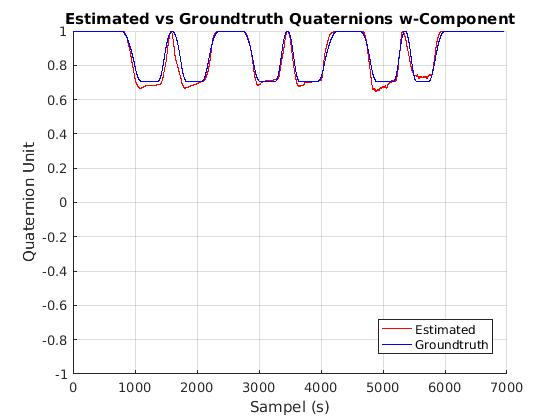 Estimated vs Groundtruth Quaternions w-Component
1
0.8
0.6
0.4
0.2
0
-0.2
-0.4
-0.6
-0.8
-1
Quaternion Unit
Estimated
Groundtruth
0 1000 2000 3000 4000 5000 6000 7000
Sampel (s)